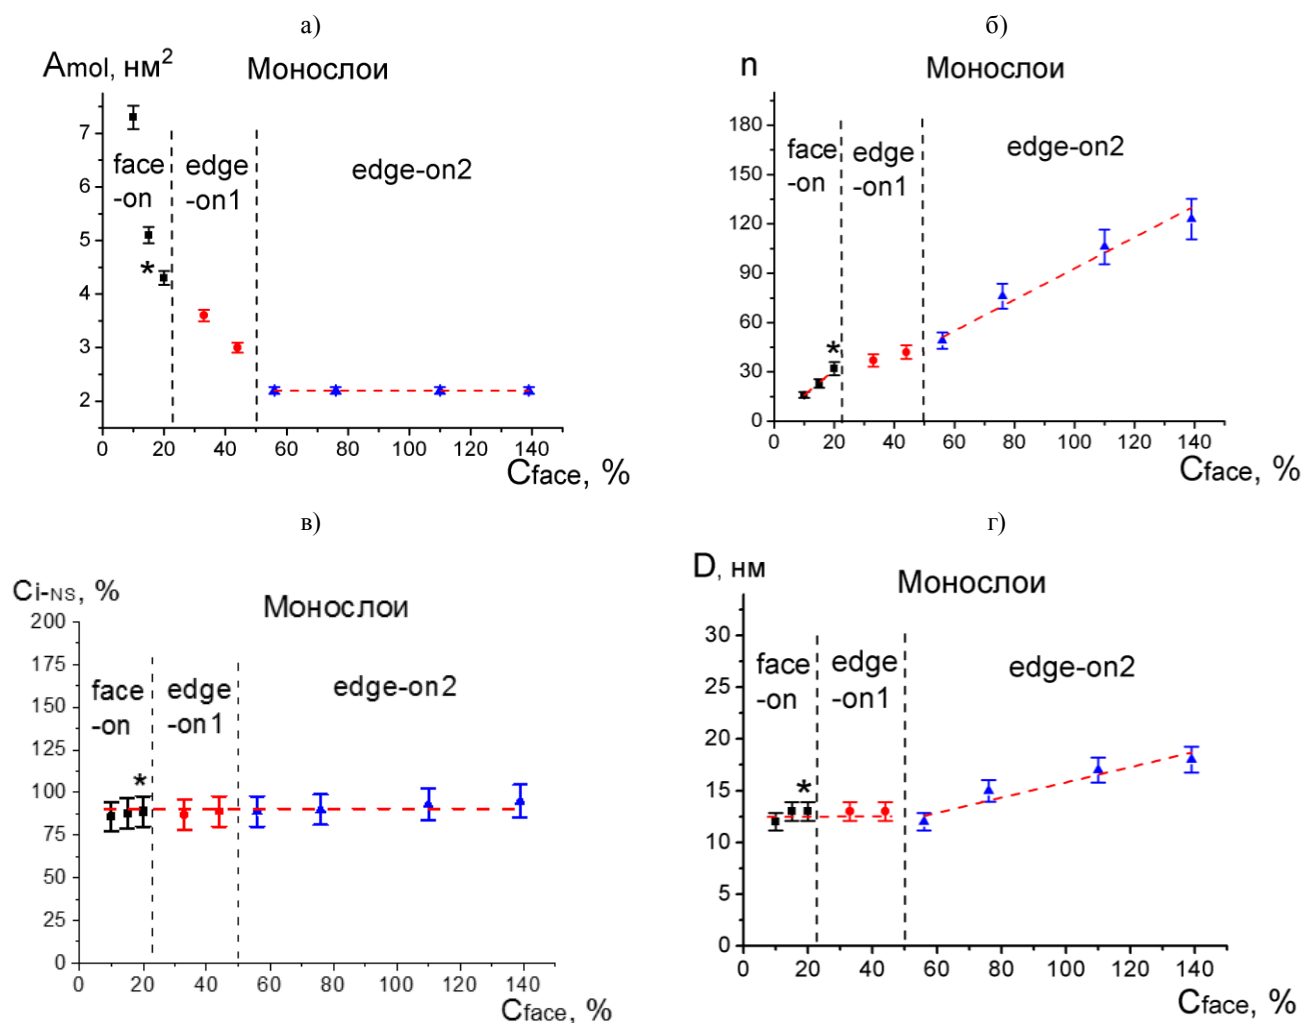 а)
Amol, нм²
Монослои
7
6
5
4
3
2
face
-on
edge
-on1
edge-on2
*
0 20 40 60 80 100 120 140
Cface, %
б)
n
Монослои
180
150
120
90
60
30
0
face
-on
edge
-on1
edge-on2
*
0 20 40 60 80 100 120 140
Cface, %
в)
Ci-NS, %
Монослои
200
175
150
125
100
75
50
25
0
face
-on
edge
-on1
edge-on2
*
0 20 40 60 80 100 120 140
Cface, %
г)
D, нм
Монослои
30
25
20
15
10
5
0
face
-on
edge
-on1
edge-on2
*
0 20 40 60 80 100 120 140
Cface, %